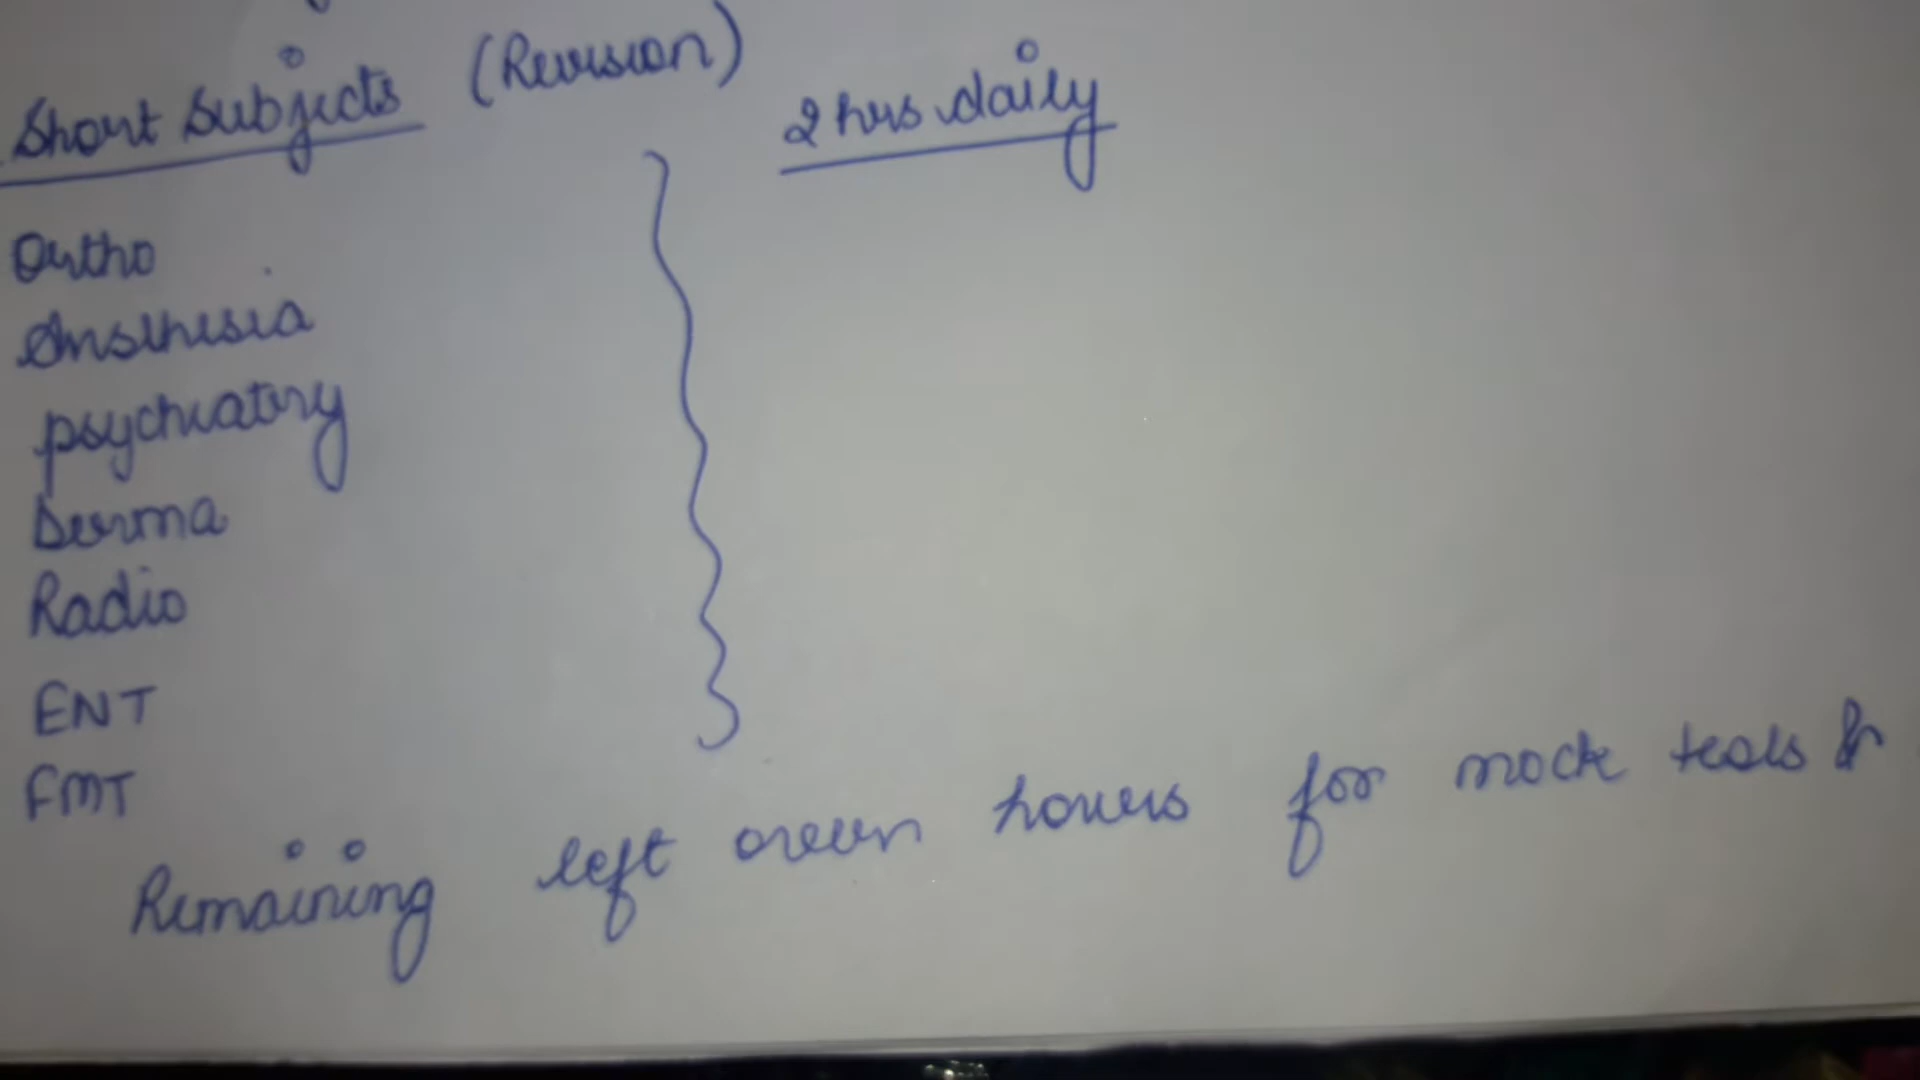 Short Subjects (Revision)
2 hrs daily
Ortho
Ansthesia
psychiatry
Derma
Radio
ENT
FMT
Remaining left over hours for mock tests &